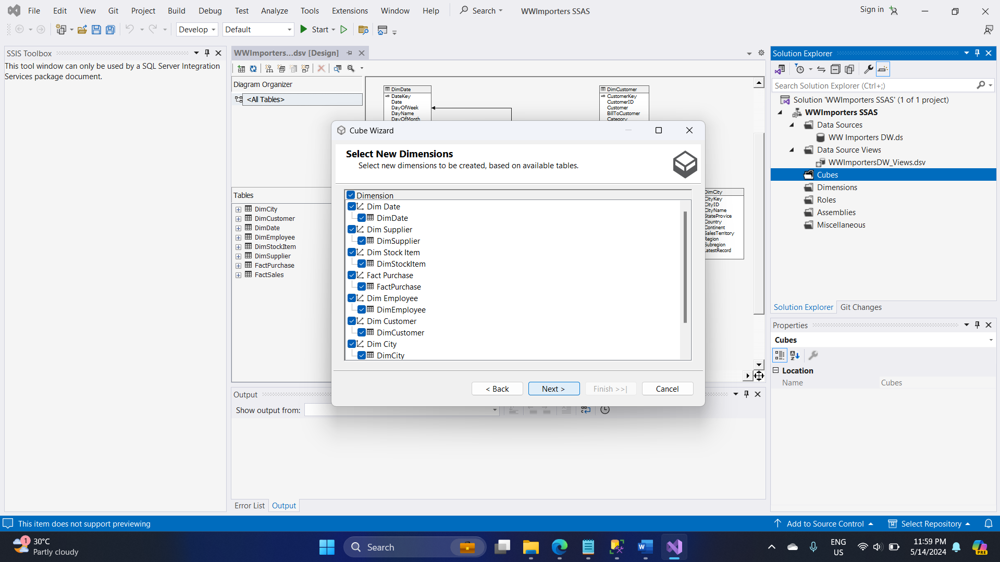 File Edit View Git Project Build Debug Test Analyze Tools Extensions Window Help Search WWImporters SSAS Sign in
Develop Default Start
SSIS Toolbox
This tool window can only be used by a SQL Server Integration
Services package document.
WWImporters...dsv [Design]
Diagram Organizer
<All Tables>
Tables
DimCity
DimCustomer
DimDate
DimEmployee
DimStockItem
DimSupplier
FactPurchase
FactSales
DimDate
DateKey
Date
DayOfWeek
DayName
DayOfMonth
DimCustomer
CustomerKey
CustomerID
Customer
BillToCustomer
Category
DimCity
CityKey
CityID
CityName
StateProvice
Country
Continent
SalesTerritory
Region
Subregion
LatestRecord
Cube Wizard
Select New Dimensions
Select new dimensions to be created, based on available tables.
Dimension
Dim Date
DimDate
Dim Supplier
DimSupplier
Dim Stock Item
DimStockItem
Fact Purchase
FactPurchase
Dim Employee
DimEmployee
Dim Customer
DimCustomer
Dim City
DimCity
< Back Next > Finish >>| Cancel
Output
Show output from:
Error List Output
Solution Explorer
Search Solution Explorer (Ctrl+;)
Solution 'WWImporters SSAS' (1 of 1 project)
WWImporters SSAS
Data Sources
WW Importers DW.ds
Data Source Views
WWImportersDW_Views.dsv
Cubes
Dimensions
Roles
Assemblies
Miscellaneous
Solution Explorer Git Changes
Properties
Cubes
Location
Name Cubes
This item does not support previewing
Add to Source Control Select Repository
1
30°C
Partly cloudy
Search
ENG
US
11:59 PM
5/14/2024
PRE